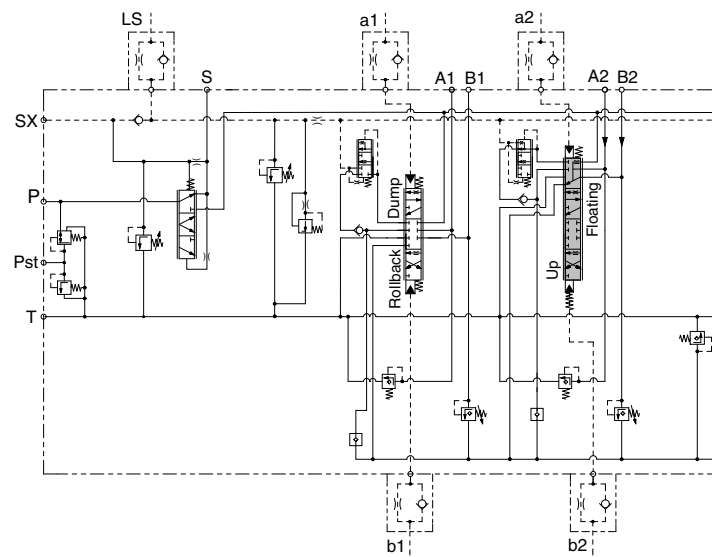 LS
a1
a2
S
A1
B1
A2
B2
SX
P
Pst
T
Dump
Rollback
Floating
Up
b1
b2